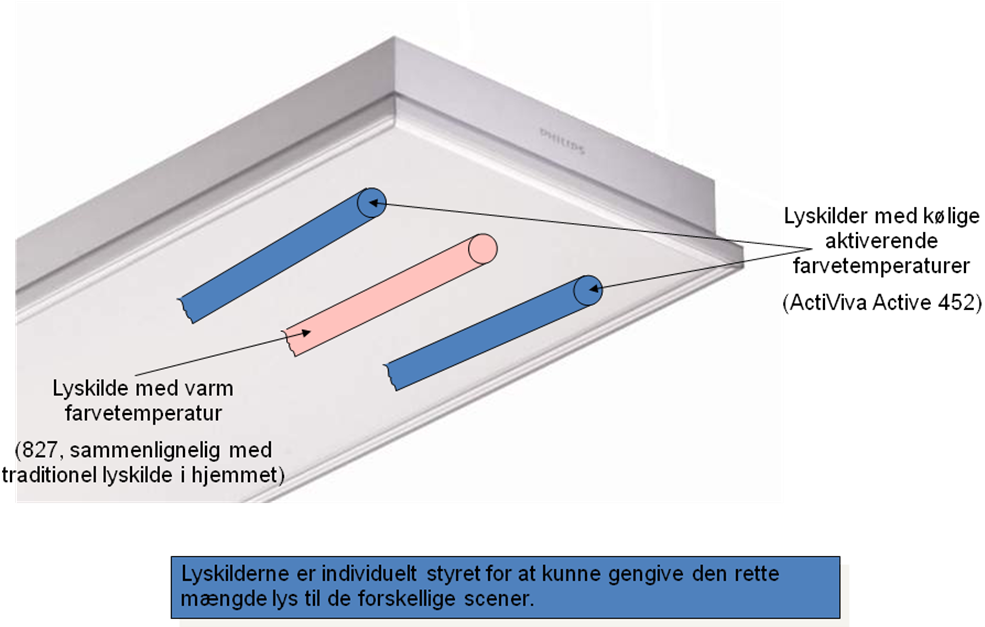 PHILIPS
Lyskilder med kølige
aktiverende
farvetemperaturer
(ActiViva Active 452)
Lyskilde med varm
farvetemperatur
(827, sammenlignelig med
traditionel lyskilde i hjemmet)
Lyskilderne er individuelt styret for at kunne gengive den rette
mængde lys til de forskellige scener.